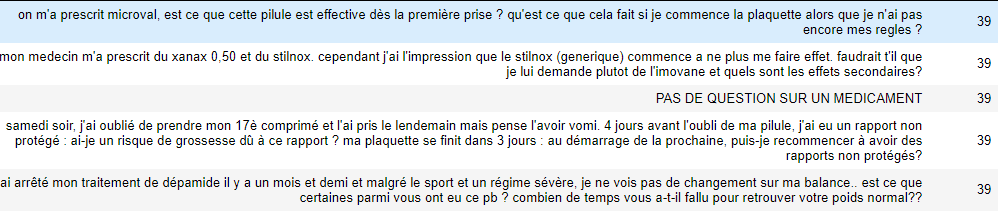 on m'a prescrit microval, est ce que cette pilule est effective dès la première prise ? qu'est ce que cela fait si je commence la plaquette alors que je n'ai pas
encore mes regles ?
39
mon medecin m'a prescrit du xanax 0,50 et du stilnox. cependant j'ai l'impression que le stilnox (generique) commence a ne plus me faire effet. faudrait t'il que
je lui demande plutot de l'imovane et quels sont les effets secondaires?
39
PAS DE QUESTION SUR UN MEDICAMENT
39
samedi soir, j'ai oublié de prendre mon 17è comprimé et l'ai pris le lendemain mais pense l'avoir vomi. 4 jours avant l'oubli de ma pilule, j'ai eu un rapport non
protégé : ai-je un risque de grossesse dû à ce rapport ? ma plaquette se finit dans 3 jours : au démarrage de la prochaine, puis-je recommencer à avoir des
rapports non protégés?
39
ai arrêté mon traitement de dépamide il y a un mois et demi et malgré le sport et un régime sévère, je ne vois pas de changement sur ma balance.. est ce que
certaines parmi vous ont eu ce pb ? combien de temps vous a-t-il fallu pour retrouver votre poids normal??
39